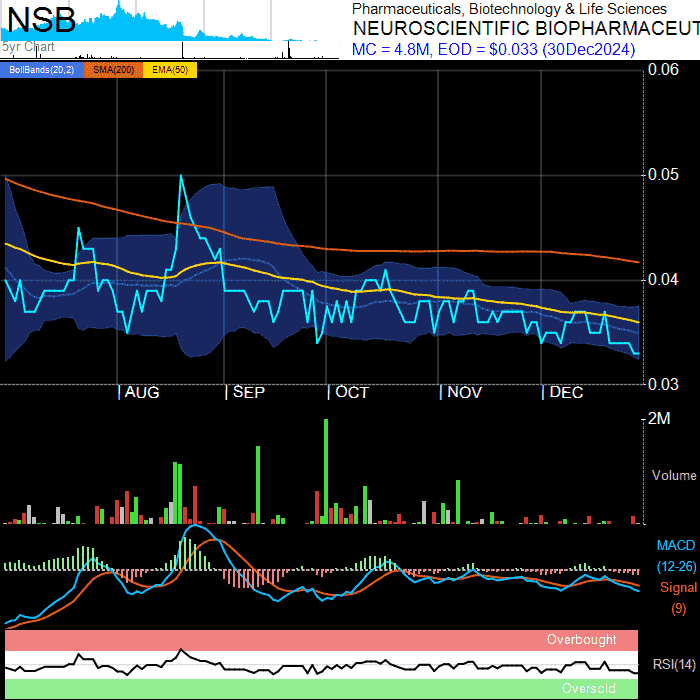 NSB
5yr Chart
Pharmaceuticals, Biotechnology & Life Sciences
NEUROSCIENTIFIC BIOPHARMACEUT
MC = 4.8M, EOD = $0.033 (30Dec2024)
BollBands(20,2) SMA(200) EMA(50)
0.06
0.05
0.04
0.03
AUG SEP OCT NOV DEC
2M
Volume
MACD
(12-26)
Signal
(9)
Overbought
RSI(14)
Oversold